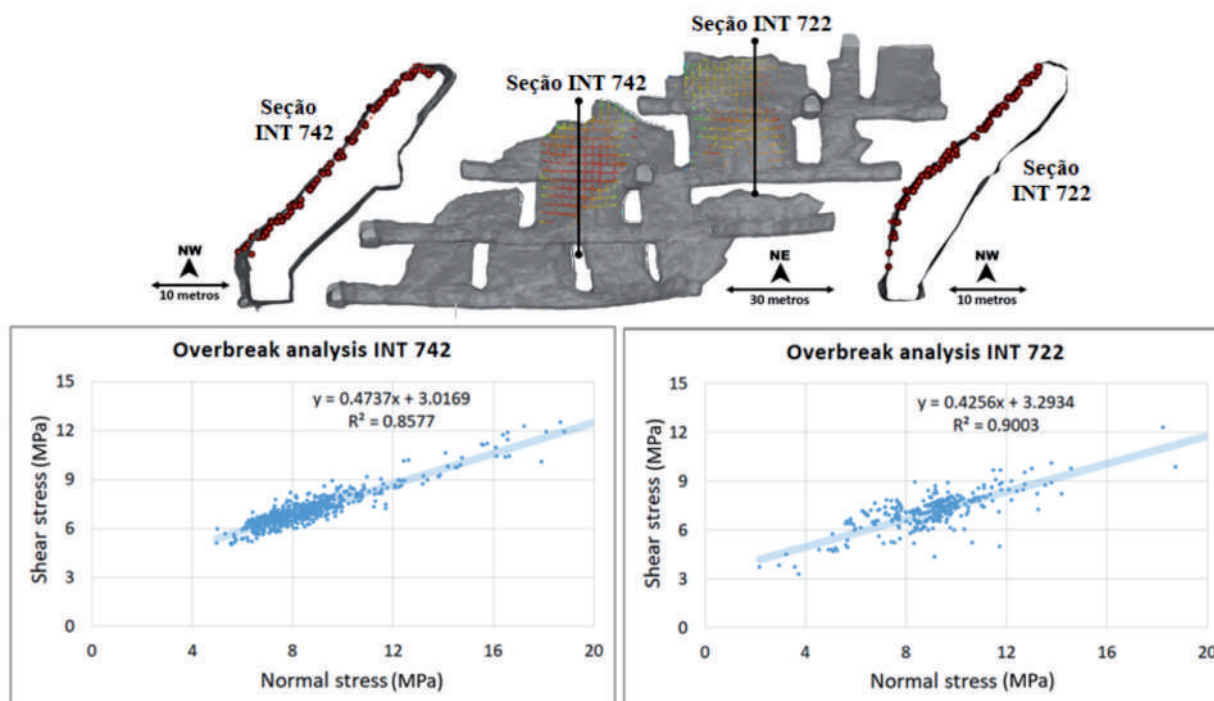 Seção INT 722
Seção INT 742
Seção
INT 742
Seção
INT 722
NW
10 metros
NE
30 metros
NW
10 metros
Overbreak analysis INT 742
y = 0.4737x + 3.0169
R² = 0.8577
Shear stress (MPa)
15
12
9
6
3
0
0 4 8 12 16 20
Normal stress (MPa)
Overbreak analysis INT 722
y = 0.4256x + 3.2934
R² = 0.9003
Shear stress (MPa)
15
12
9
6
3
0
0 4 8 12 16 20
Normal stress (MPa)